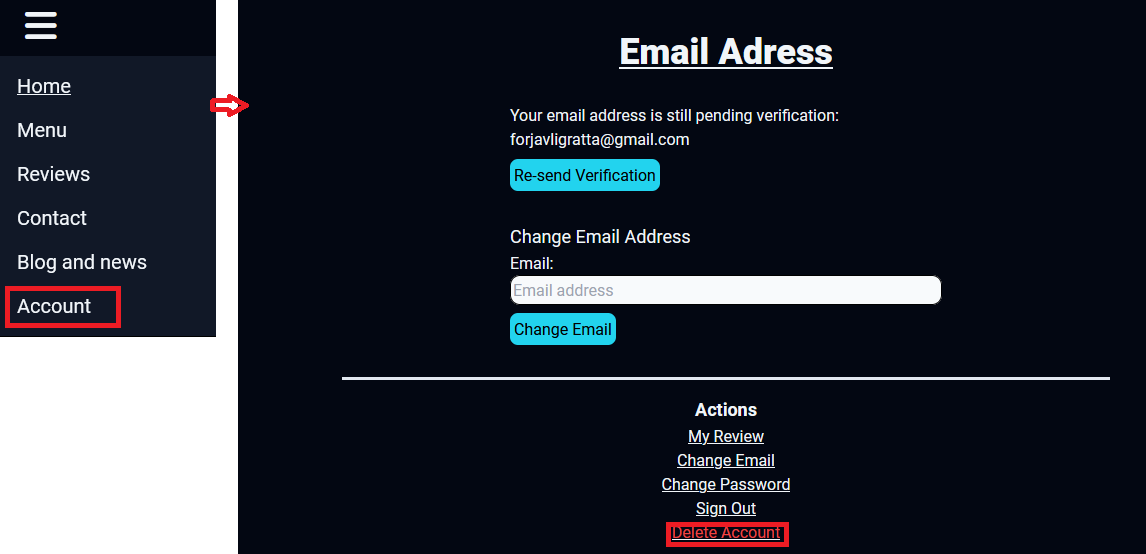 Home
Menu
Reviews
Contact
Blog and news
Account
Email Adress
Your email address is still pending verification:
forjavligratta@gmail.com
Re-send Verification
Change Email Address
Email:
Email address
Change Email
Actions
My Review
Change Email
Change Password
Sign Out
Delete Account